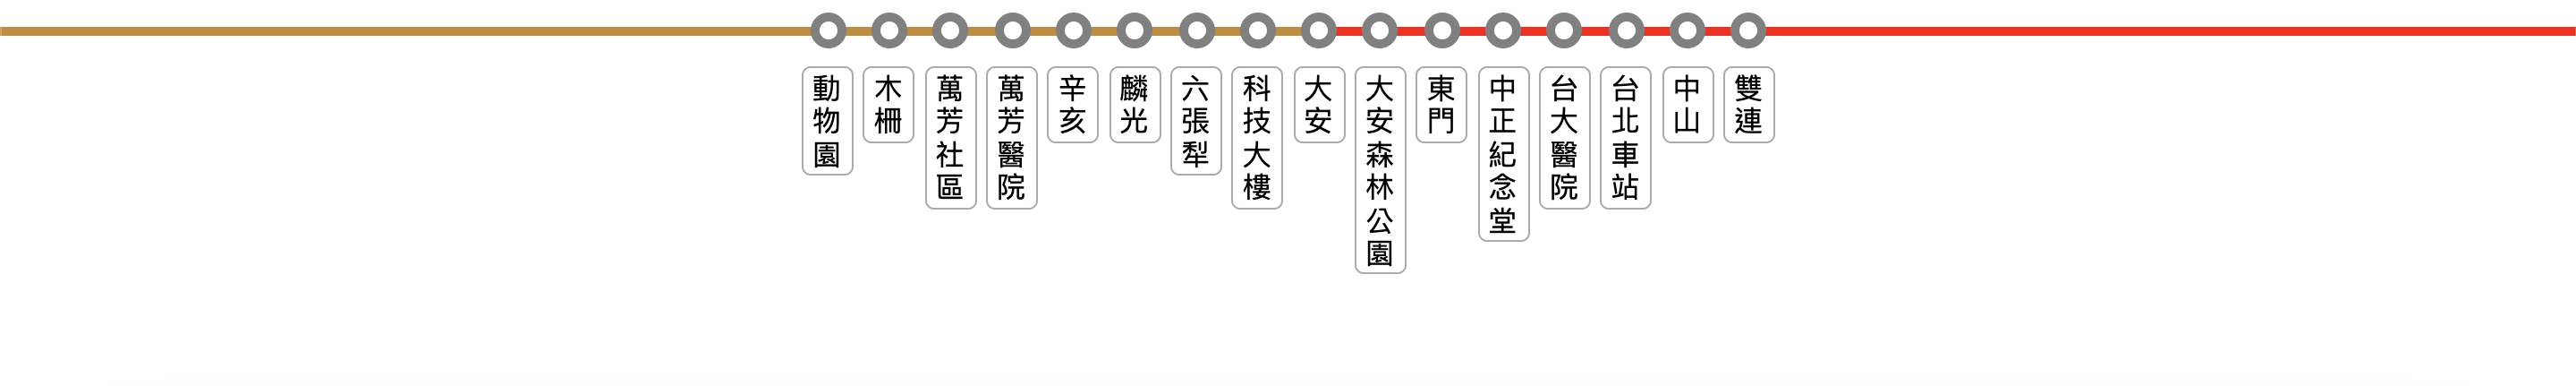 動物園
木柵
萬芳社區
萬芳醫院
辛亥
麟光
六張犁
科技大樓
大安
大安森林公園
東門
中正紀念堂
台大醫院
台北車站
中山
雙連